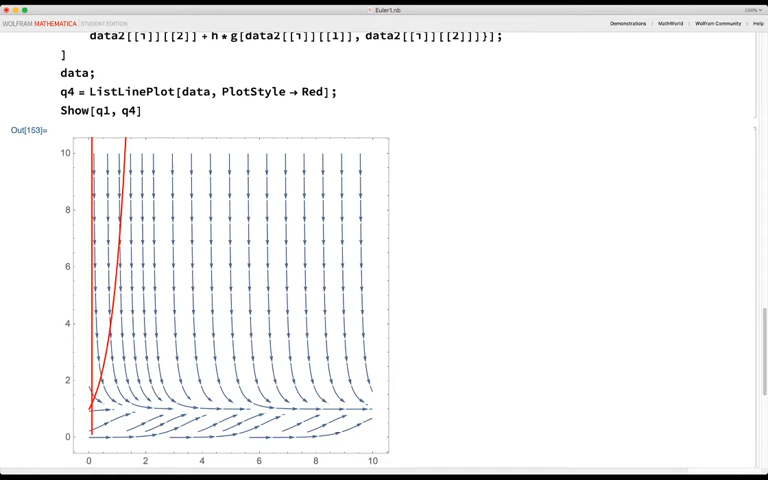 Euler1.nb
200%
WOLFRAM MATHEMATICA | STUDENT EDITION
Demonstrations | MathWorld | Wolfram Community | Help
data2[[i]][[2]] + h * g[data2[[i]][[1]], data2[[i]][[2]]]}];
]
data;
q4 = ListLinePlot[data, PlotStyle → Red];
Show[q1, q4]
Out[153]=
10
8
6
4
2
0
0 2 4 6 8 10